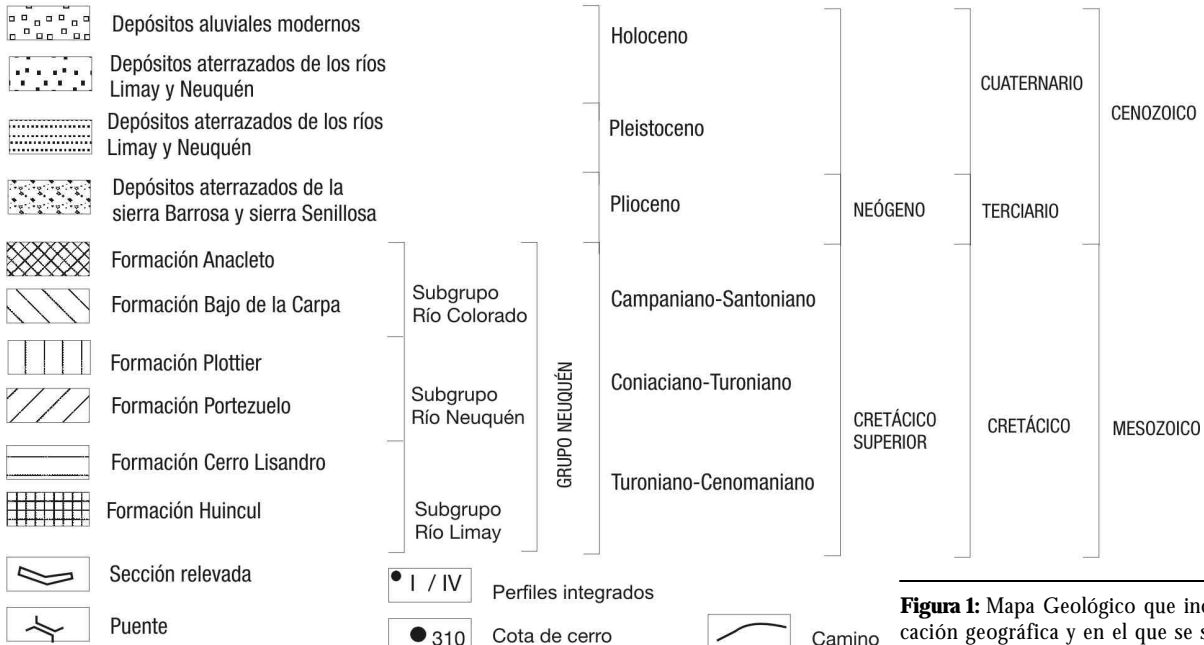 Depósitos aluviales modernos
Depósitos aterrazados de los ríos
Limay y Neuquén
Depósitos aterrazados de los ríos
Limay y Neuquén
Depósitos aterrazados de la
sierra Barrosa y sierra Senillosa
Formación Anacleto
Formación Bajo de la Carpa
Formación Plottier
Formación Portezuelo
Formación Cerro Lisandro
Formación Huincul
Sección relevada
Puente
Subgrupo
Río Colorado
Subgrupo
Río Neuquén
Subgrupo
Río Limay
GRUPO NEUQUÉN
Holoceno
Pleistoceno
Plioceno
Campaniano-Santoniano
Coniaciano-Turoniano
Turoniano-Cenomaniano
NEÓGENO
CRETÁCICO
SUPERIOR
CUATERNARIO
TERCIARIO
CRETÁCICO
CENOZOICO
MESOZOICO
I / IV
Perfiles integrados
310
Cota de cerro
Camino
Figura 1: Mapa Geológico que
cación geográfica y en el que se